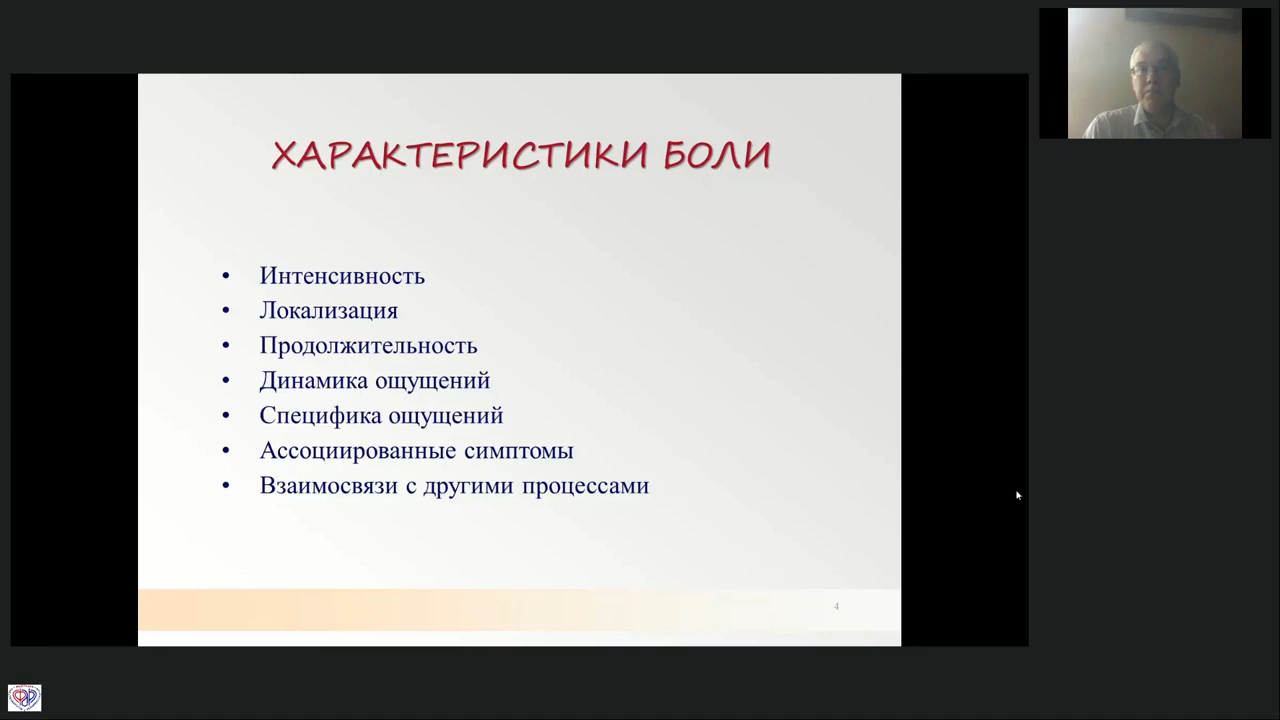 ХАРАКТЕРИСТИКИ БОЛИ
• Интенсивность
• Локализация
• Продолжительность
• Динамика ощущений
• Специфика ощущений
• Ассоциированные симптомы
• Взаимосвязи с другими процессами
4